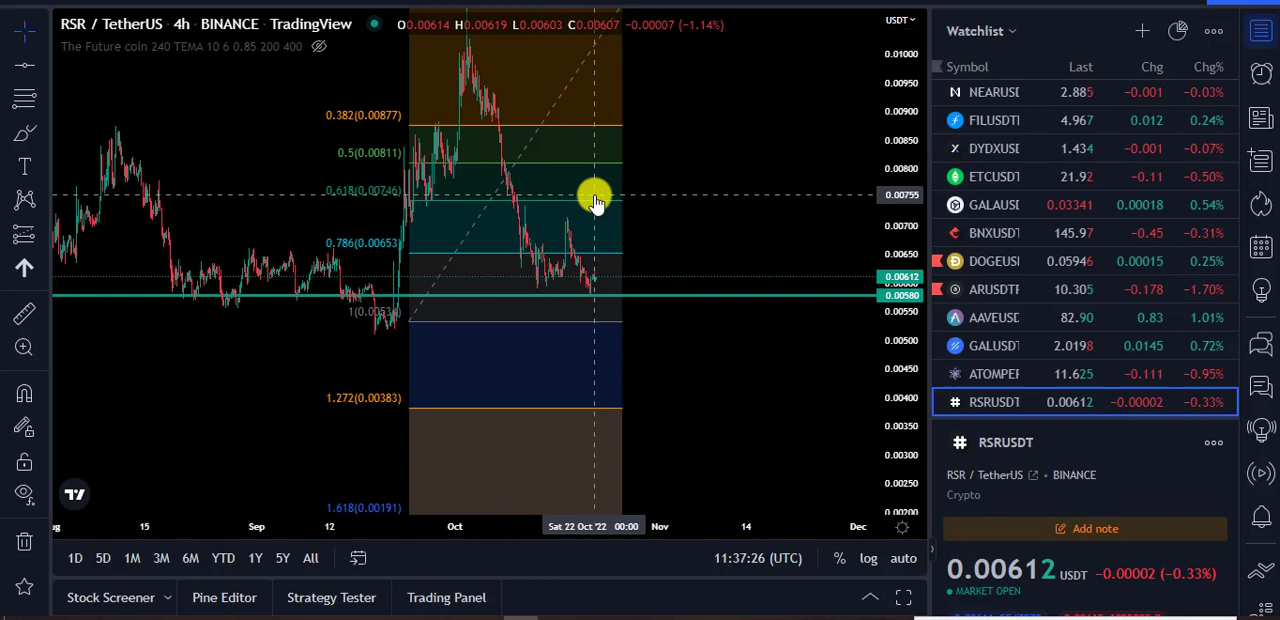 RSR / TetherUS · 4h · BINANCE · TradingView O0.00614 H0.00619 L0.00603 C0.00607 −0.00007 (−1.14%)
The Future coin 240 TEMA 10 6 0.85 200 400
USDT
0.01000
0.00950
0.00900
0.00850
0.00800
0.00755
0.00700
0.00650
0.00612
0.00580
0.00550
0.00500
0.00450
0.00400
0.00350
0.00300
0.00250
0.00200
0.382(0.00877)
0.5(0.00811)
0.618(0.00746)
0.786(0.00653)
1.272(0.00383)
1.618(0.00191)
15 Sep 12 Oct Sat 22 Oct '22 00:00 Nov 14 Dec
1D 5D 1M 3M 6M YTD 1Y 5Y All 11:37:26 (UTC) % log auto
Stock Screener Pine Editor Strategy Tester Trading Panel
Watchlist
Symbol Last Chg Chg%
NEARUSD 2.885 −0.001 −0.03%
FILUSDT 4.967 0.012 0.24%
DYDXUSD 1.434 −0.001 −0.07%
ETCUSDT 21.92 −0.11 −0.50%
GALAUSD 0.03341 0.00018 0.54%
BNXUSDT 145.97 −0.45 −0.31%
DOGEUSD 0.05946 0.00015 0.25%
ARUSDTP 10.305 −0.178 −1.70%
AAVEUSD 82.90 0.83 1.01%
GALUSDT 2.0198 0.0145 0.72%
ATOMPER 11.625 −0.111 −0.95%
RSRUSDT 0.00612 −0.00002 −0.33%
RSRUSDT
RSR / TetherUS · BINANCE
Crypto
Add note
0.00612 USDT −0.00002 (−0.33%)
MARKET OPEN